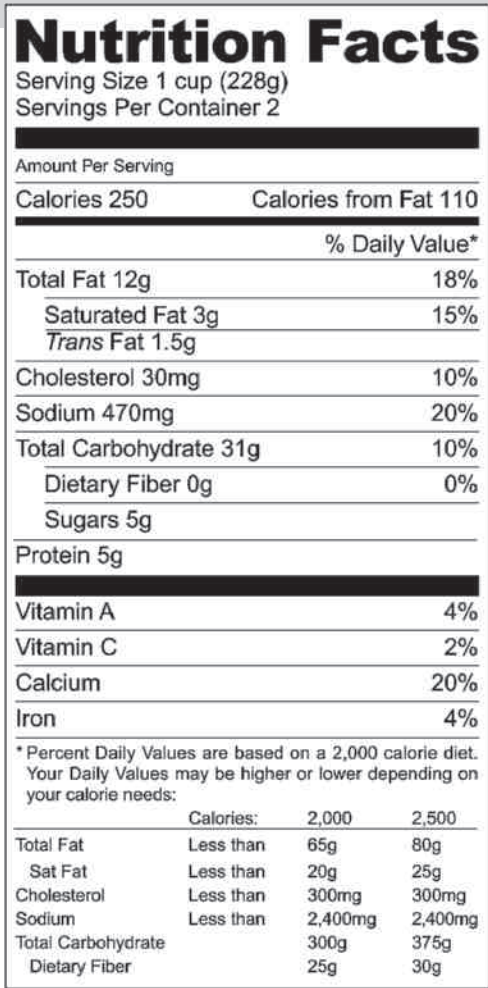 Nutrition Facts
Serving Size 1 cup (228g)
Servings Per Container 2
Amount Per Serving
Calories 250 Calories from Fat 110
% Daily Value*
Total Fat 12g 18%
Saturated Fat 3g 15%
Trans Fat 1.5g
Cholesterol 30mg 10%
Sodium 470mg 20%
Total Carbohydrate 31g 10%
Dietary Fiber 0g 0%
Sugars 5g
Protein 5g
Vitamin A 4%
Vitamin C 2%
Calcium 20%
Iron 4%
* Percent Daily Values are based on a 2,000 calorie diet.
Your Daily Values may be higher or lower depending on
your calorie needs:
Calories: 2,000 2,500
Total Fat Less than 65g 80g
Sat Fat Less than 20g 25g
Cholesterol Less than 300mg 300mg
Sodium Less than 2,400mg 2,400mg
Total Carbohydrate 300g 375g
Dietary Fiber 25g 30g